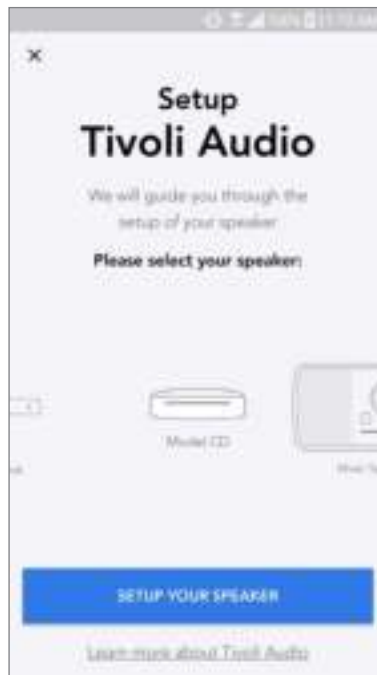 ×
Setup
Tivoli Audio
We will guide you through the
setup of your speaker
Please select your speaker:
Model CD
SETUP YOUR SPEAKER
Learn more about Tivoli Audio